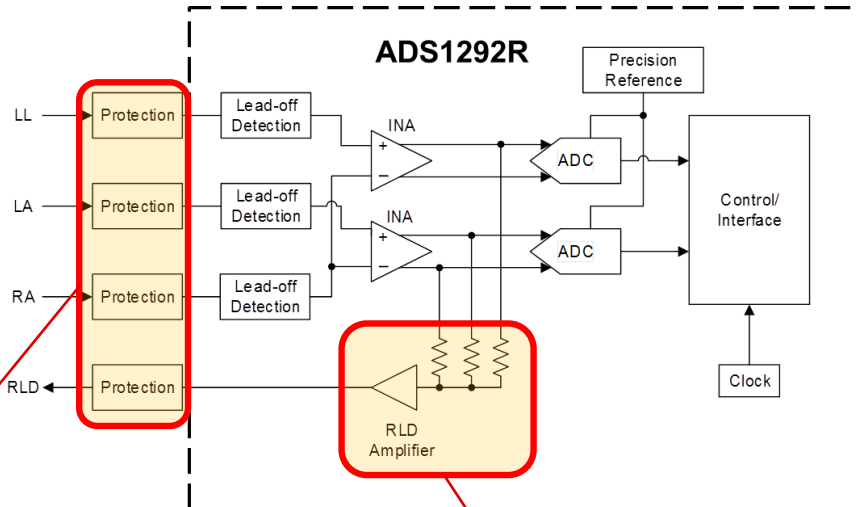 ADS1292R
Precision
Reference
LL
Protection
Lead-off
Detection
INA
+
−
ADC
LA
Protection
Lead-off
Detection
INA
+
−
ADC
Control/
Interface
RA
Protection
Lead-off
Detection
RLD
Protection
RLD
Amplifier
Clock